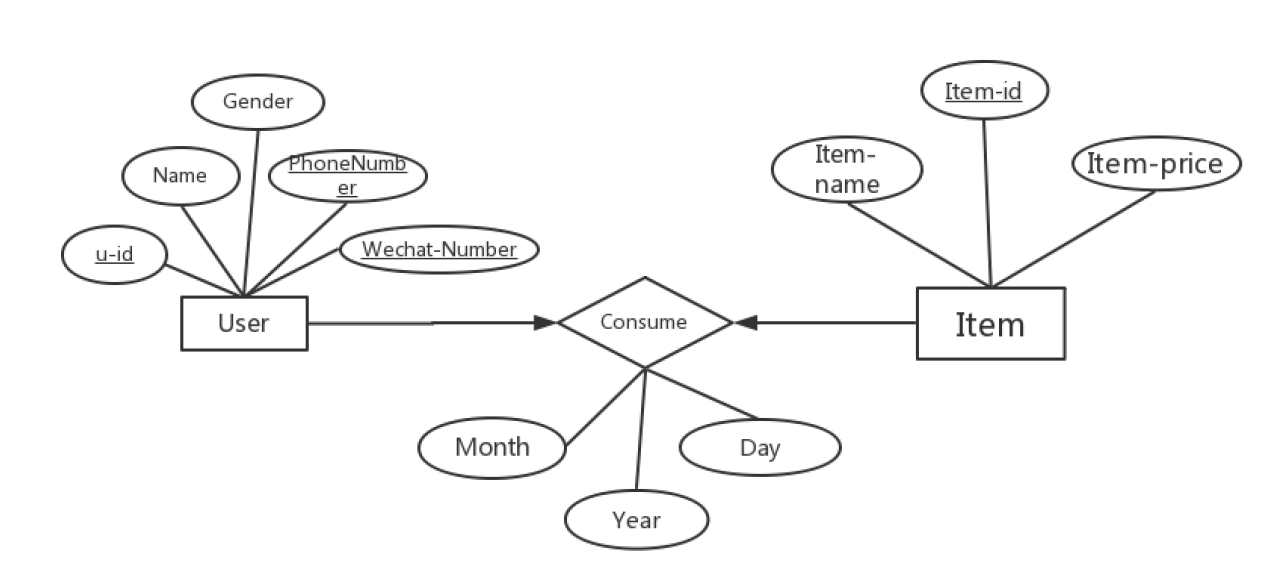 Gender
Item-id
Name
PhoneNumb
er
Item-
name
Item-price
u-id
Wechat-Number
User
Consume
Item
Month
Day
Year